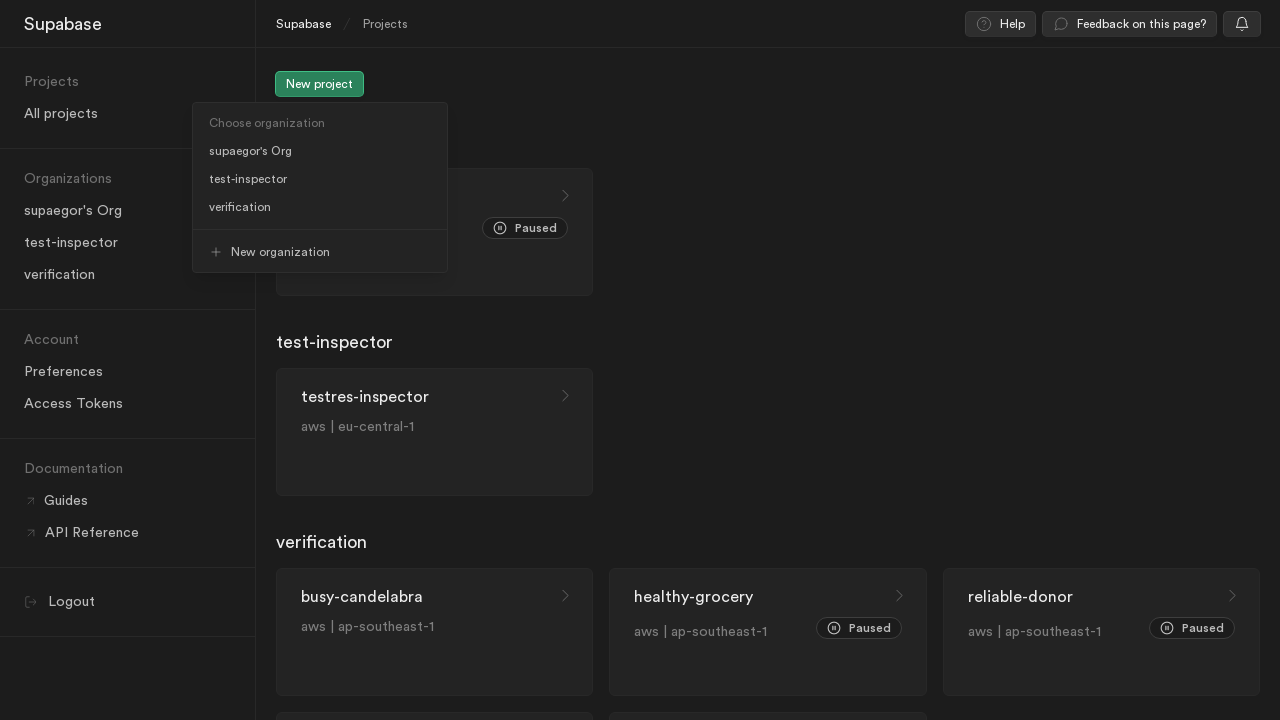 Supabase
Projects
All projects
Organizations
supaegor's Org
test-inspector
verification
Account
Preferences
Access Tokens
Documentation
Guides
API Reference
Logout
Supabase / Projects
Help
Feedback on this page?
New project
Choose organization
supaegor's Org
test-inspector
verification
New organization
Paused
test-inspector
testres-inspector
aws | eu-central-1
verification
busy-candelabra
aws | ap-southeast-1
healthy-grocery
aws | ap-southeast-1
Paused
reliable-donor
aws | ap-southeast-1
Paused